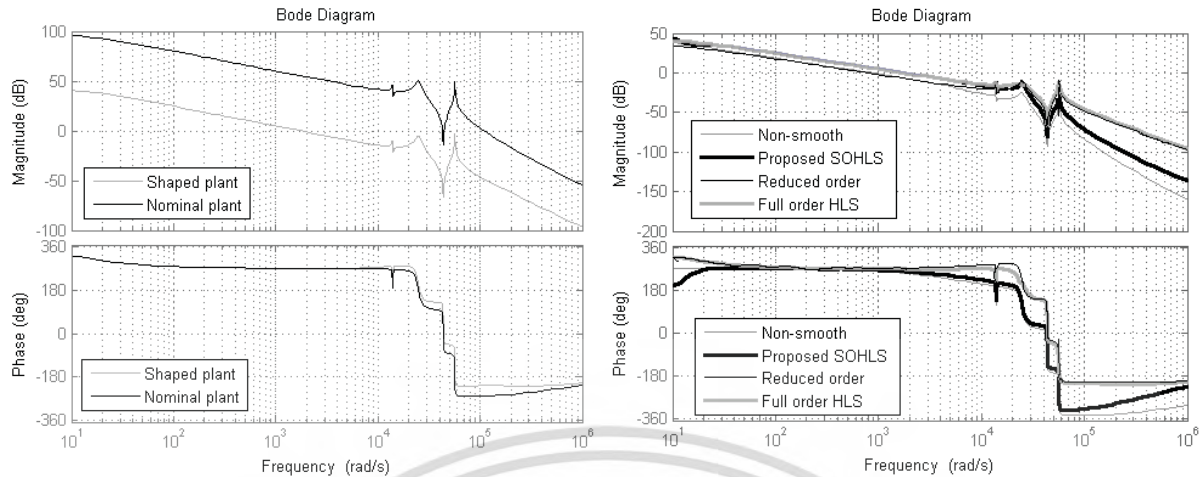 Bode Diagram
100
50
0
-50
-100
Magnitude (dB)
Shaped plant
Nominal plant
360
180
0
-180
-360
Phase (deg)
Shaped plant
Nominal plant
10^1
10^2
10^3
10^4
10^5
10^6
Frequency (rad/s)
Bode Diagram
50
0
-50
-100
-150
-200
Magnitude (dB)
Non-smooth
Proposed SOHLS
Reduced order
Full order HLS
360
180
0
-180
-360
Phase (deg)
Non-smooth
Proposed SOHLS
Reduced order
Full order HLS
10^1
10^2
10^3
10^4
10^5
10^6
Frequency (rad/s)